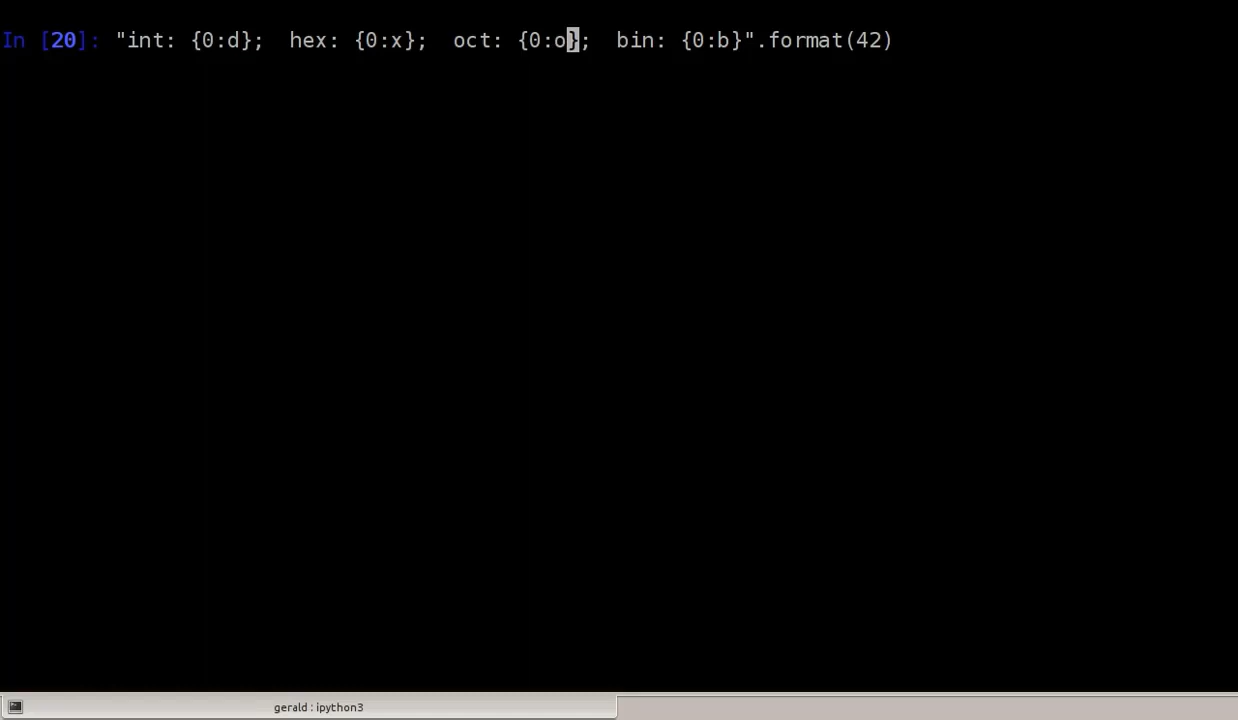 In [20]: "int: {0:d};  hex: {0:x};  oct: {0:o};  bin: {0:b}".format(42)
gerald : ipython3